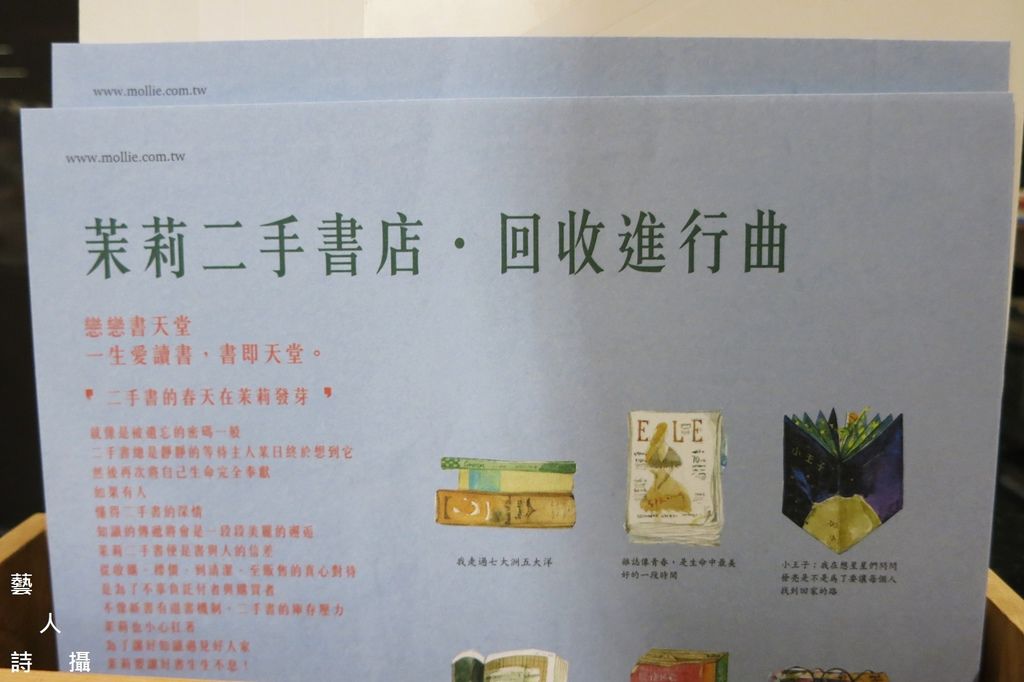 www.mollie.com.tw
www.mollie.com.tw
茉莉二手書店・回收進行曲
戀戀書天堂
一生愛讀書，書即天堂。
❜ 二手書的春天在茉莉發芽 ❜
就像是被遺忘的密碼一般
二手書總是靜靜的等待主人某日終於想到它
然後再次將自己生命完全奉獻
如果有人
懂得二手書的深情
知識的傳遞將會是一段段美麗的邂逅
茉莉二手書便是書與人的信差
從收購、標價、到清潔，至販售的真心對待
是為了不辜負託付者與購買者
不像新書有退書機制，二手書的庫存壓力
茉莉也小心扛著
為了讓好知識遇見好人家
茉莉要讓好書生生不息！
我走過七大洲五大洋
ELLE
雜誌像青春，是生命中最美
好的一段時間
小王子
小王子：我在想星星們閃閃
發亮是不是為了要讓每個人
找到回家的路
藝
人
詩 攝